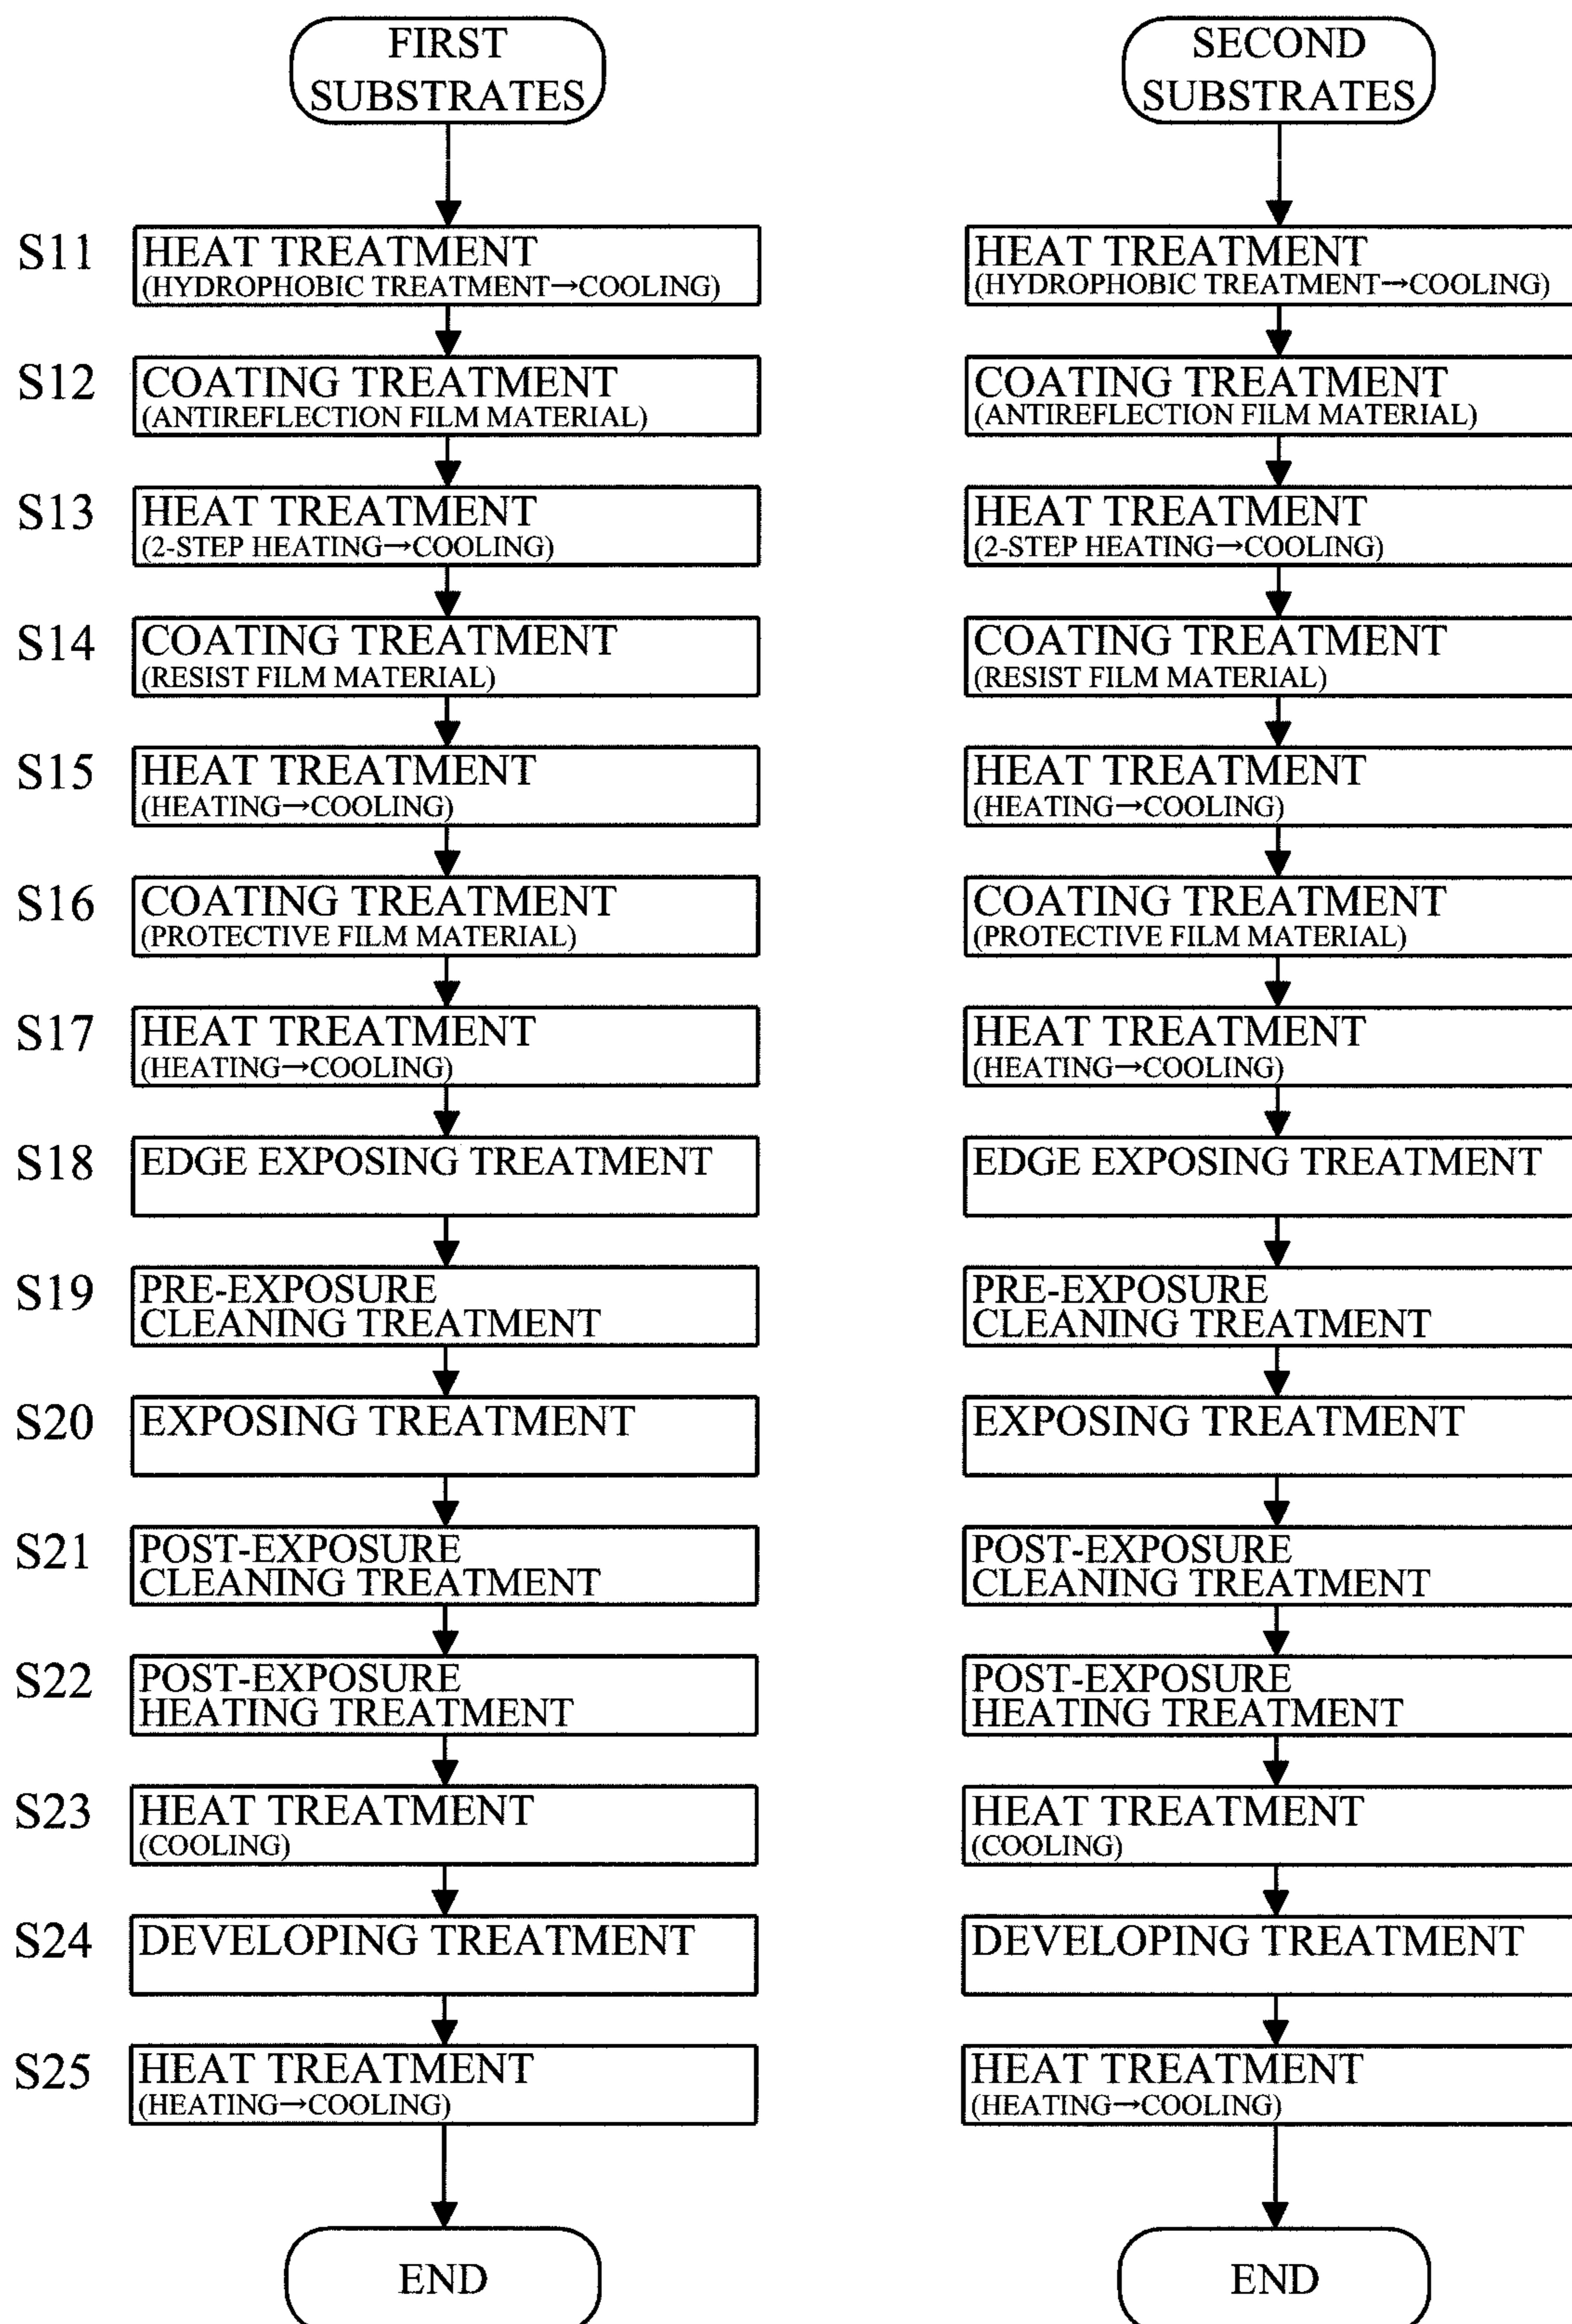 FIRST
SUBSTRATES
SECOND
SUBSTRATES
S11
HEAT TREATMENT
(HYDROPHOBIC TREATMENT→COOLING)
HEAT TREATMENT
(HYDROPHOBIC TREATMENT→COOLING)
S12
COATING TREATMENT
(ANTIREFLECTION FILM MATERIAL)
COATING TREATMENT
(ANTIREFLECTION FILM MATERIAL)
S13
HEAT TREATMENT
(2-STEP HEATING→COOLING)
HEAT TREATMENT
(2-STEP HEATING→COOLING)
S14
COATING TREATMENT
(RESIST FILM MATERIAL)
COATING TREATMENT
(RESIST FILM MATERIAL)
S15
HEAT TREATMENT
(HEATING→COOLING)
HEAT TREATMENT
(HEATING→COOLING)
S16
COATING TREATMENT
(PROTECTIVE FILM MATERIAL)
COATING TREATMENT
(PROTECTIVE FILM MATERIAL)
S17
HEAT TREATMENT
(HEATING→COOLING)
HEAT TREATMENT
(HEATING→COOLING)
S18
EDGE EXPOSING TREATMENT
EDGE EXPOSING TREATMENT
S19
PRE-EXPOSURE
CLEANING TREATMENT
PRE-EXPOSURE
CLEANING TREATMENT
S20
EXPOSING TREATMENT
EXPOSING TREATMENT
S21
POST-EXPOSURE
CLEANING TREATMENT
POST-EXPOSURE
CLEANING TREATMENT
S22
POST-EXPOSURE
HEATING TREATMENT
POST-EXPOSURE
HEATING TREATMENT
S23
HEAT TREATMENT
(COOLING)
HEAT TREATMENT
(COOLING)
S24
DEVELOPING TREATMENT
DEVELOPING TREATMENT
S25
HEAT TREATMENT
(HEATING→COOLING)
HEAT TREATMENT
(HEATING→COOLING)
END
END